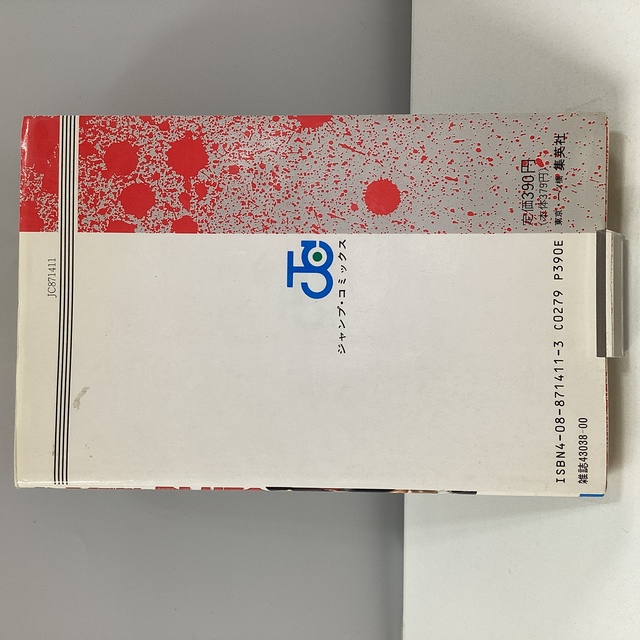 JC871411
ジャンプ・コミックス
定価390円
(本体379円)
集英社
ISBN4-08-871411-3 C0279 P390E
雑誌43038-00